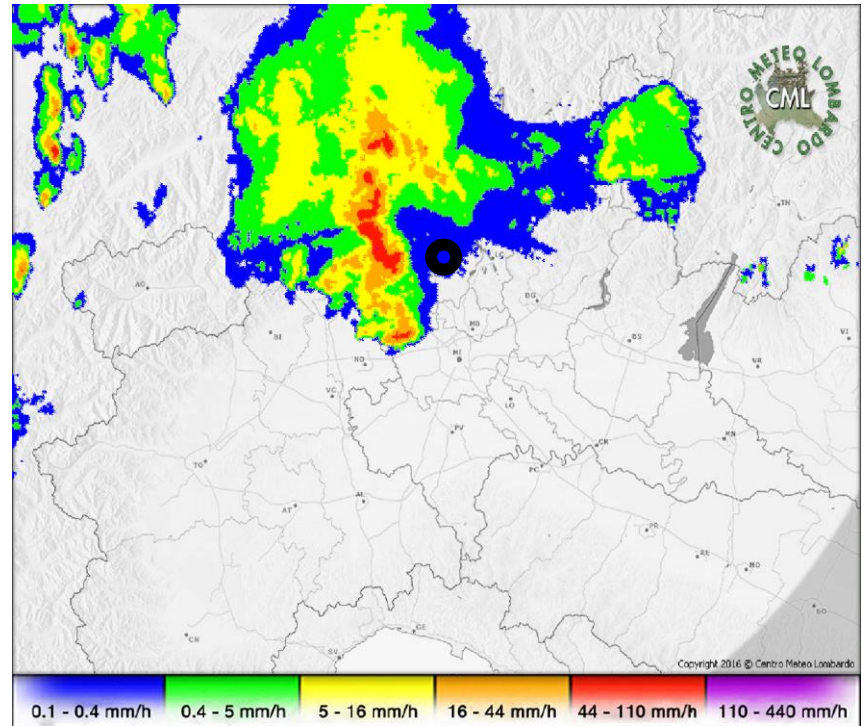 CENTRO METEO LOMBARDO
CML
TN
LC
AO
BG
BI
MB
BS
VI
NO
MI
VR
VC
LO
PV
CR
MN
TO
PC
AT
AL
PR
RE
MO
BO
CN
GE
SV
Copyright 2016 © Centro Meteo Lombardo
0.1 - 0.4 mm/h 0.4 - 5 mm/h 5 - 16 mm/h 16 - 44 mm/h 44 - 110 mm/h 110 - 440 mm/h